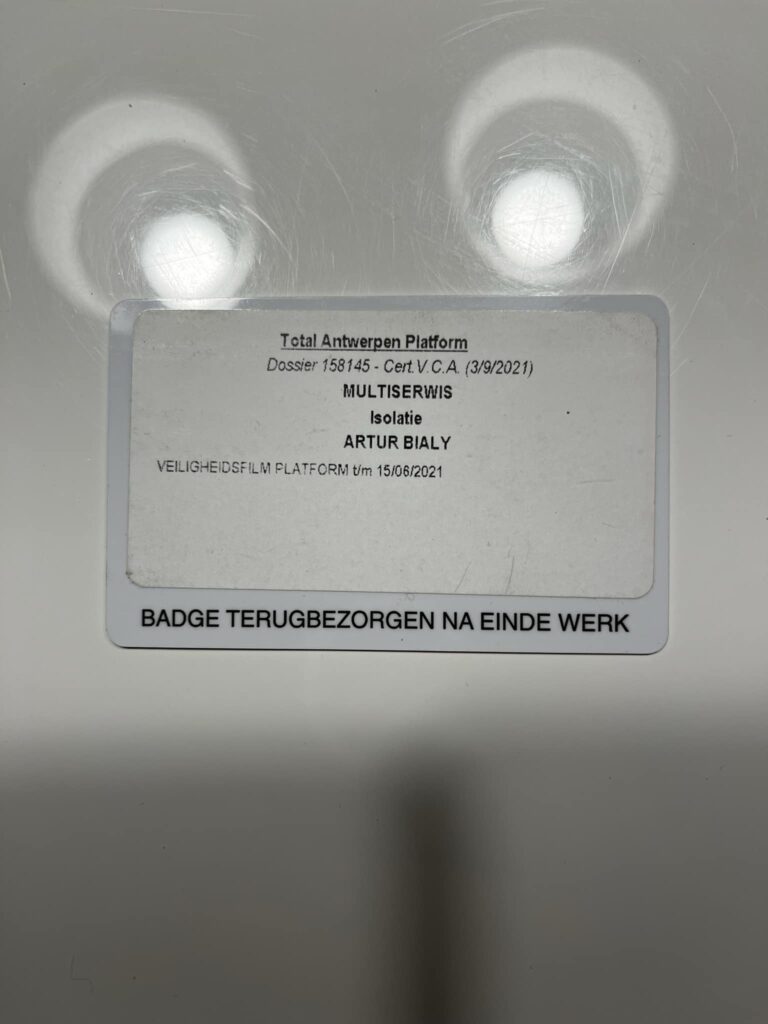 Total Antwerpen Platform
Dossier 158145 - Cert.V.C.A. (3/9/2021)
MULTISERWIS
Isolatie
ARTUR BIALY
VEILIGHEIDSFILM PLATFORM t/m 15/06/2021
BADGE TERUGBEZORGEN NA EINDE WERK